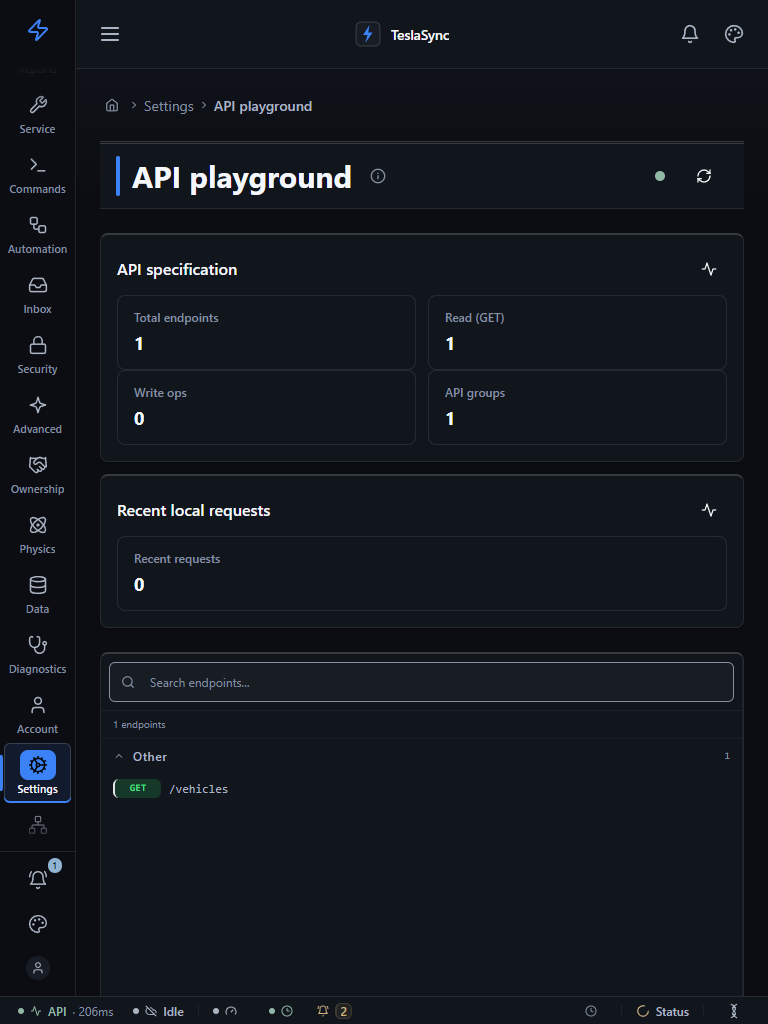 TeslaSync
Reports
Service
Commands
Automation
Inbox
Security
Advanced
Ownership
Physics
Data
Diagnostics
Account
Settings
1
Settings > API playground
API playground
API specification
Total endpoints
1
Read (GET)
1
Write ops
0
API groups
1
Recent local requests
Recent requests
0
Search endpoints...
1 endpoints
Other
1
GET /vehicles
API · 206ms
Idle
2
Status